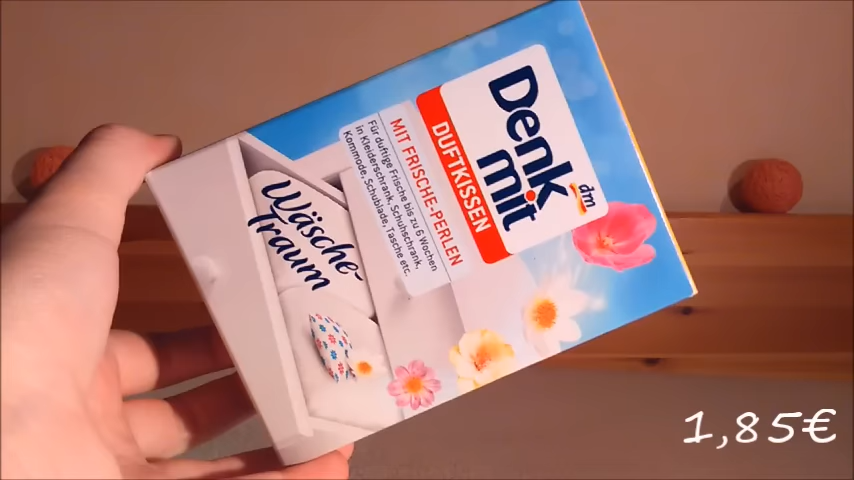 Denk
mit
dm
DUFTKISSEN
MIT FRISCHE-PERLEN
Für duftige Frische bis zu 6 Wochen
in Kleiderschrank, Schuhschrank,
Kommode, Schublade, Tasche etc.
Wäsche-
Traum
1,85€